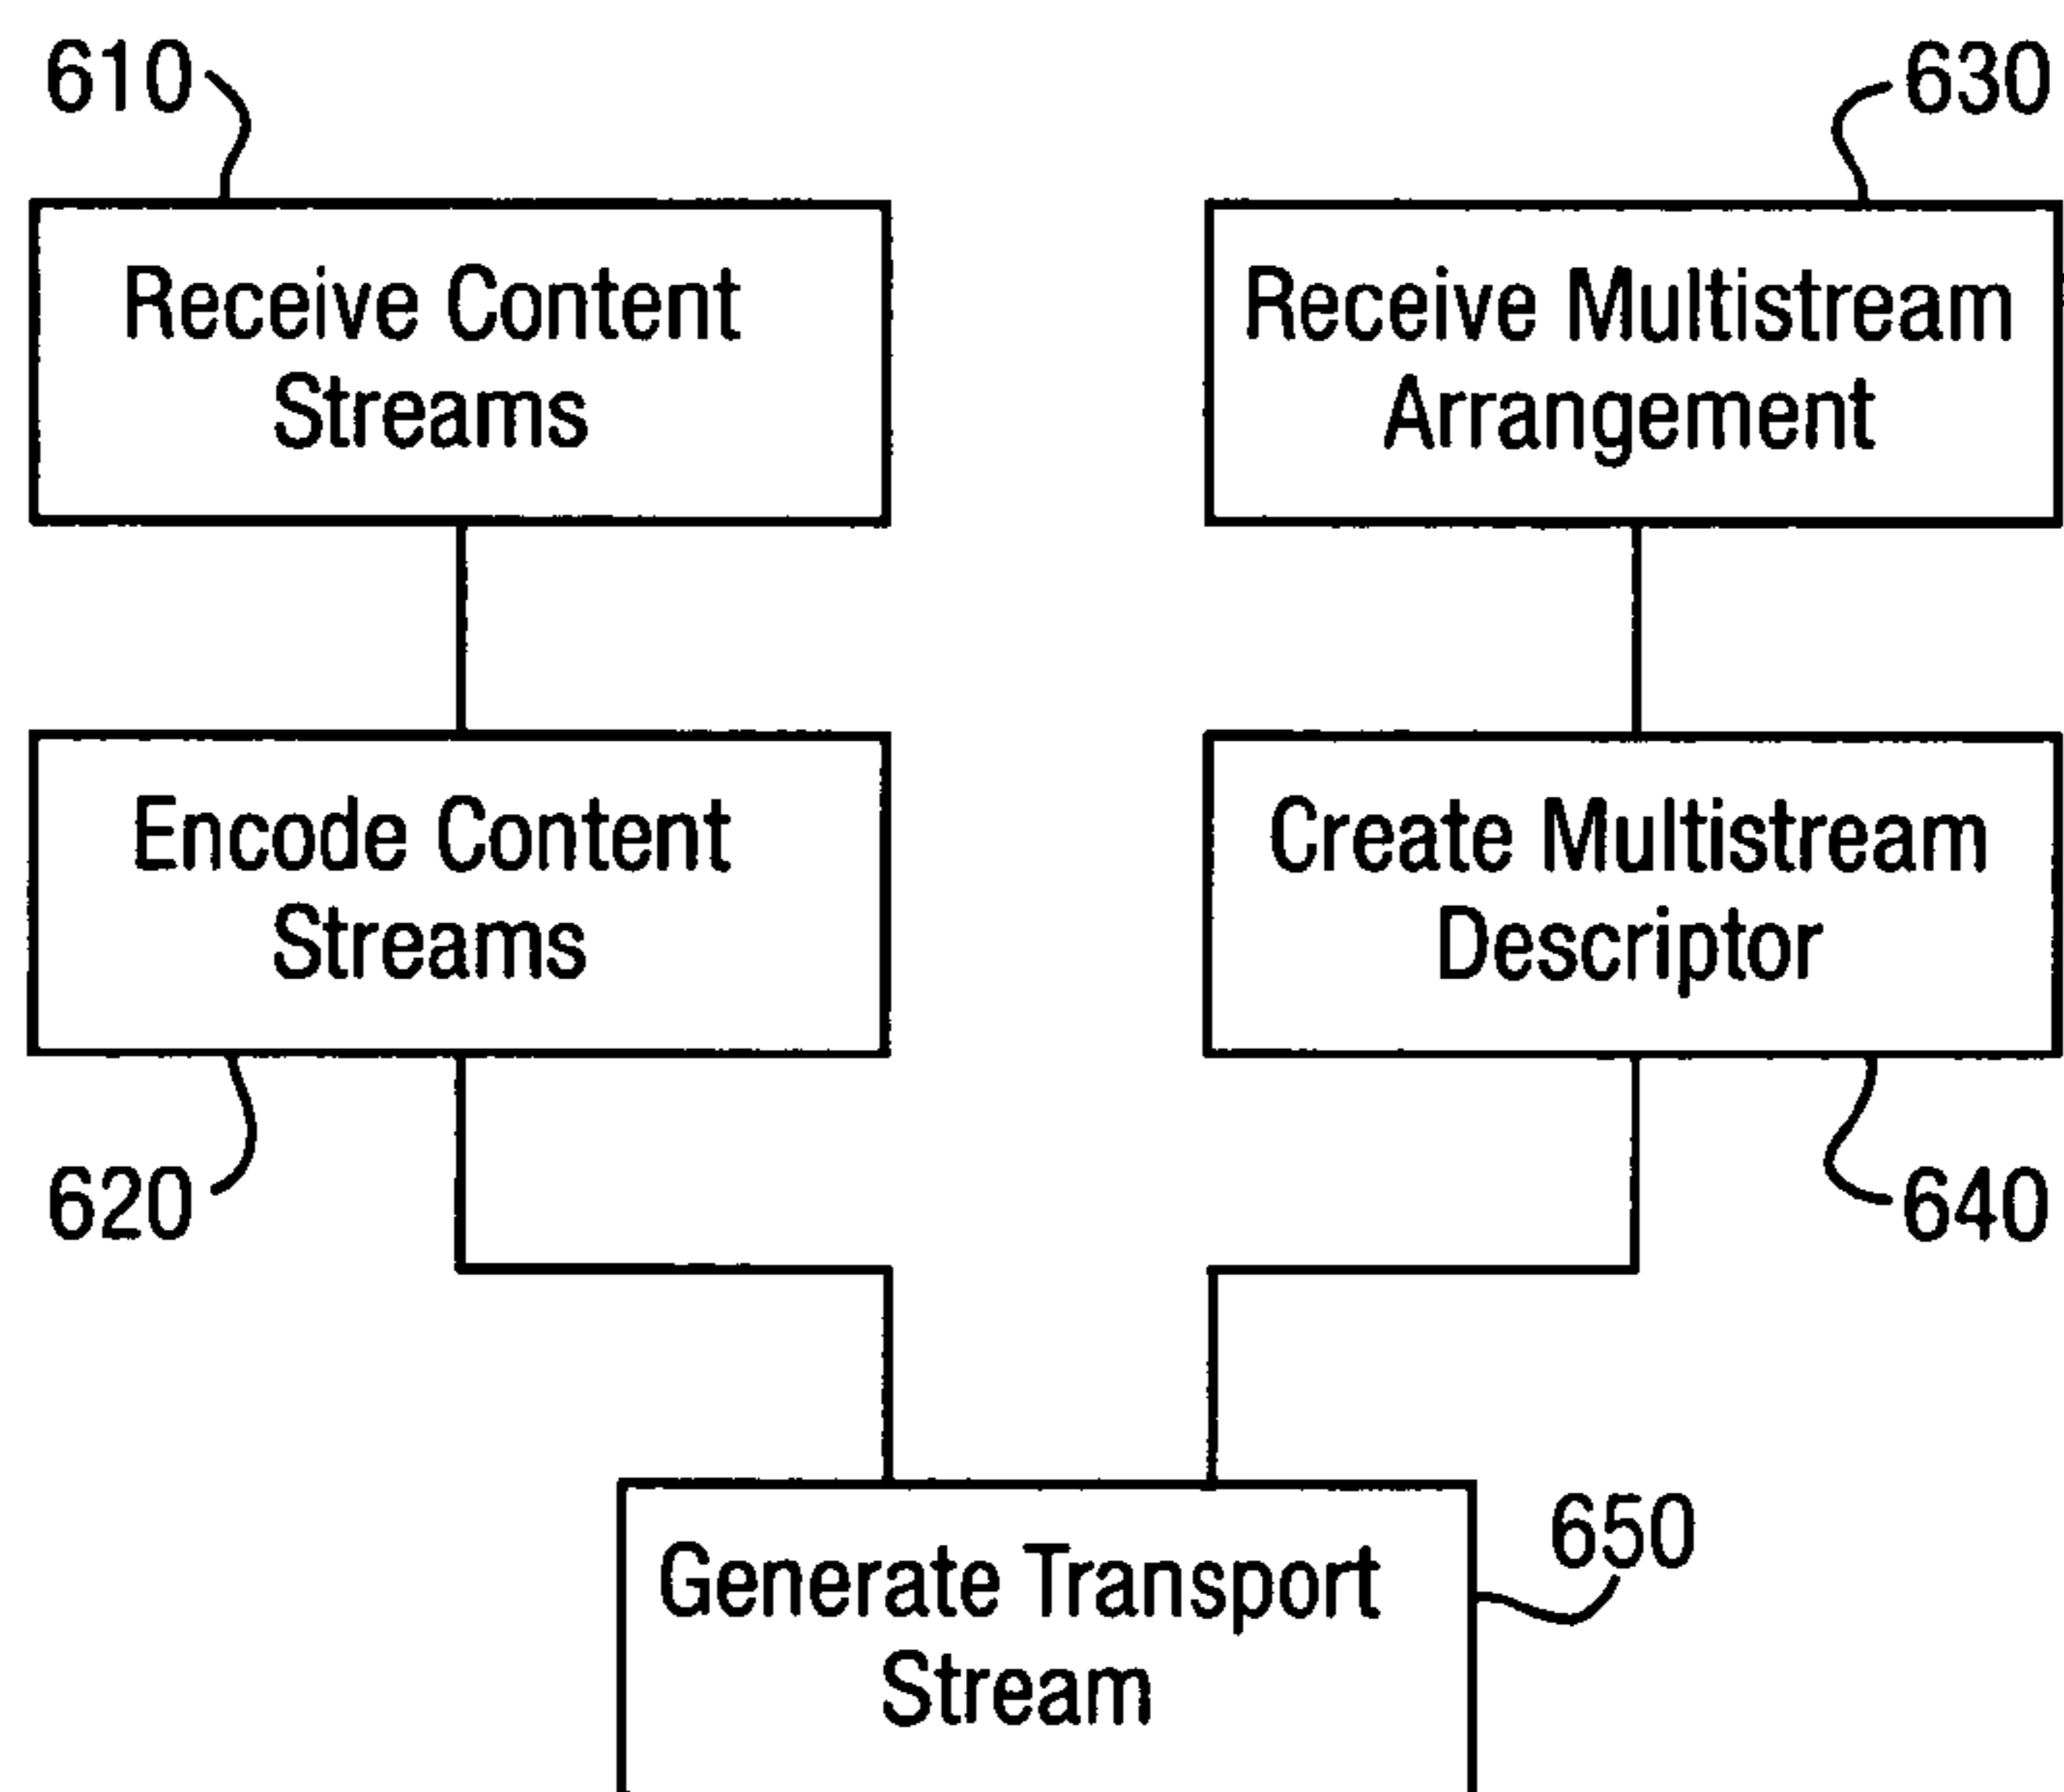 610
630
Receive Content
Streams
Receive Multistream
Arrangement
Encode Content
Streams
Create Multistream
Descriptor
620
640
650
Generate Transport
Stream